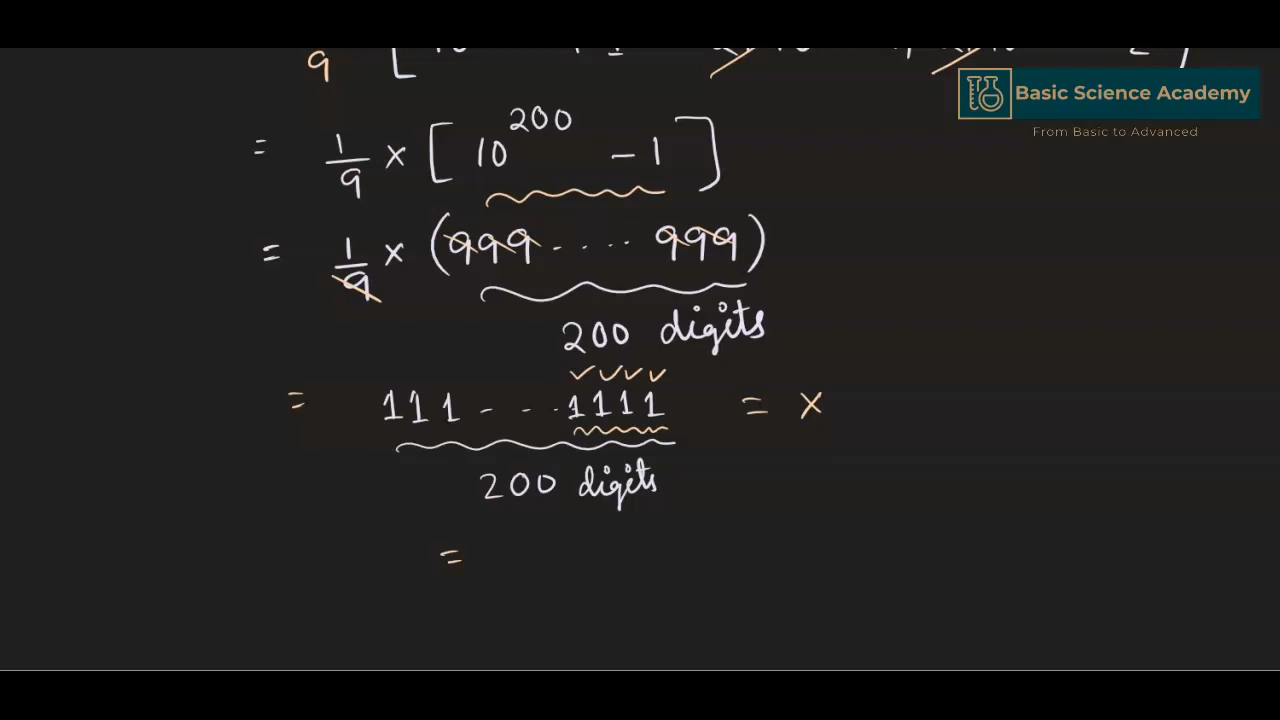 9 [
Basic Science Academy
From Basic to Advanced
= 1/9 × [ 10^200 - 1 ]
= 1/9 × (999.....999)
200 digits
= 111- - .1111 = x
200 digits
=